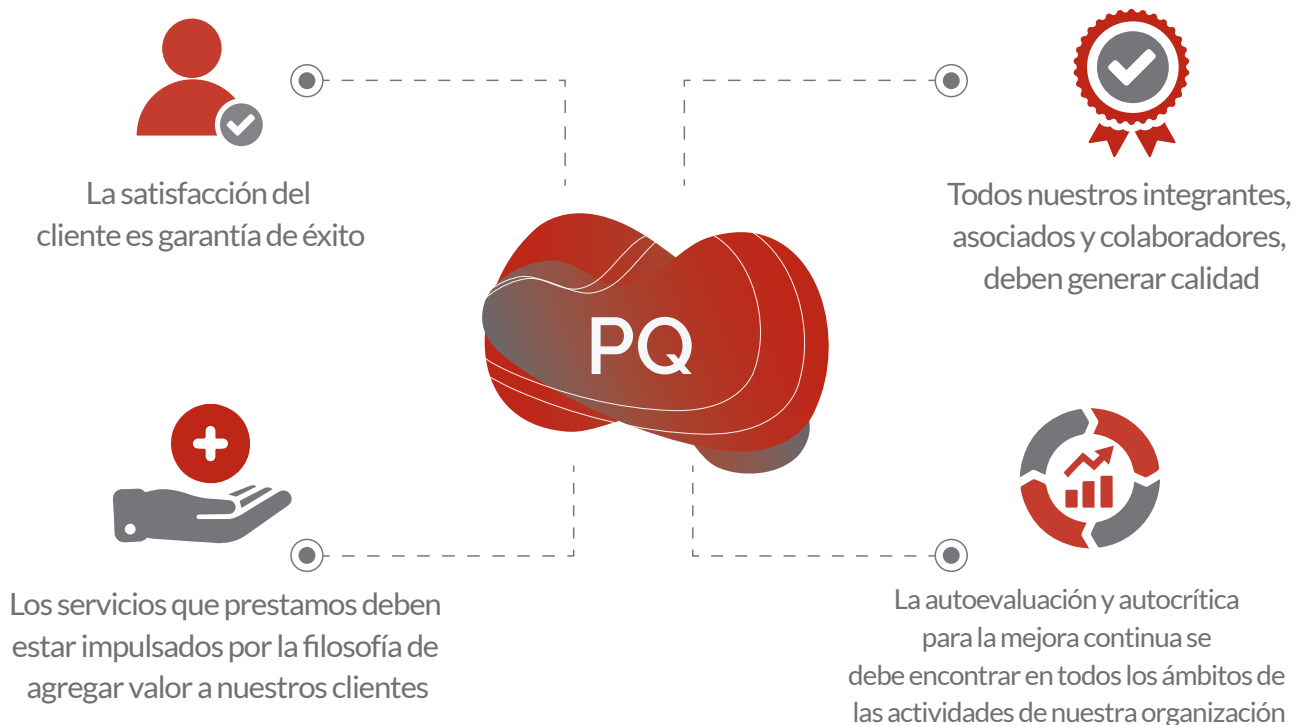 La satisfacción del
cliente es garantía de éxito
Todos nuestros integrantes,
asociados y colaboradores,
deben generar calidad
PQ
Los servicios que prestamos deben
estar impulsados por la filosofía de
agregar valor a nuestros clientes
La autoevaluación y autocrítica
para la mejora continua se
debe encontrar en todos los ámbitos de
las actividades de nuestra organización